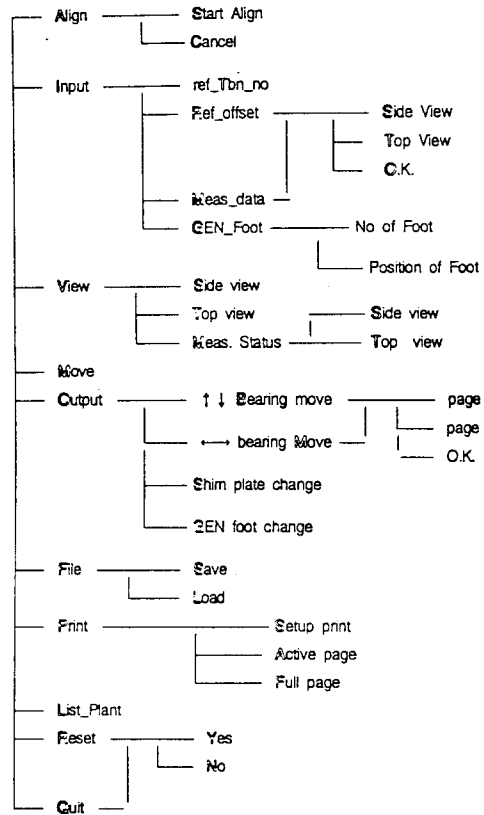 Align Start Align
Cancel
Input ref_Tbn_no
Ref_offset Side View
Top View
O.K.
Meas_data
GEN_Foot No of Foot
Position of Foot
View Side view
Top view
Meas. Status Side view
Top view
Move
Output ↑ ↓ Bearing move page
page
↔ bearing Move
O.K.
Shim plate change
GEN foot change
File Save
Load
Print Setup print
Active page
Full page
List_Plant
Reset Yes
No
Quit